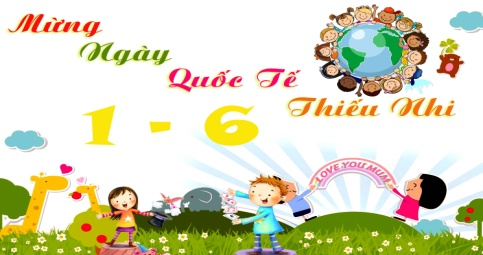 Mừng
Ngày
Quốc Tế
Thiếu Nhi
1 - 6
I LOVE YOU MUM